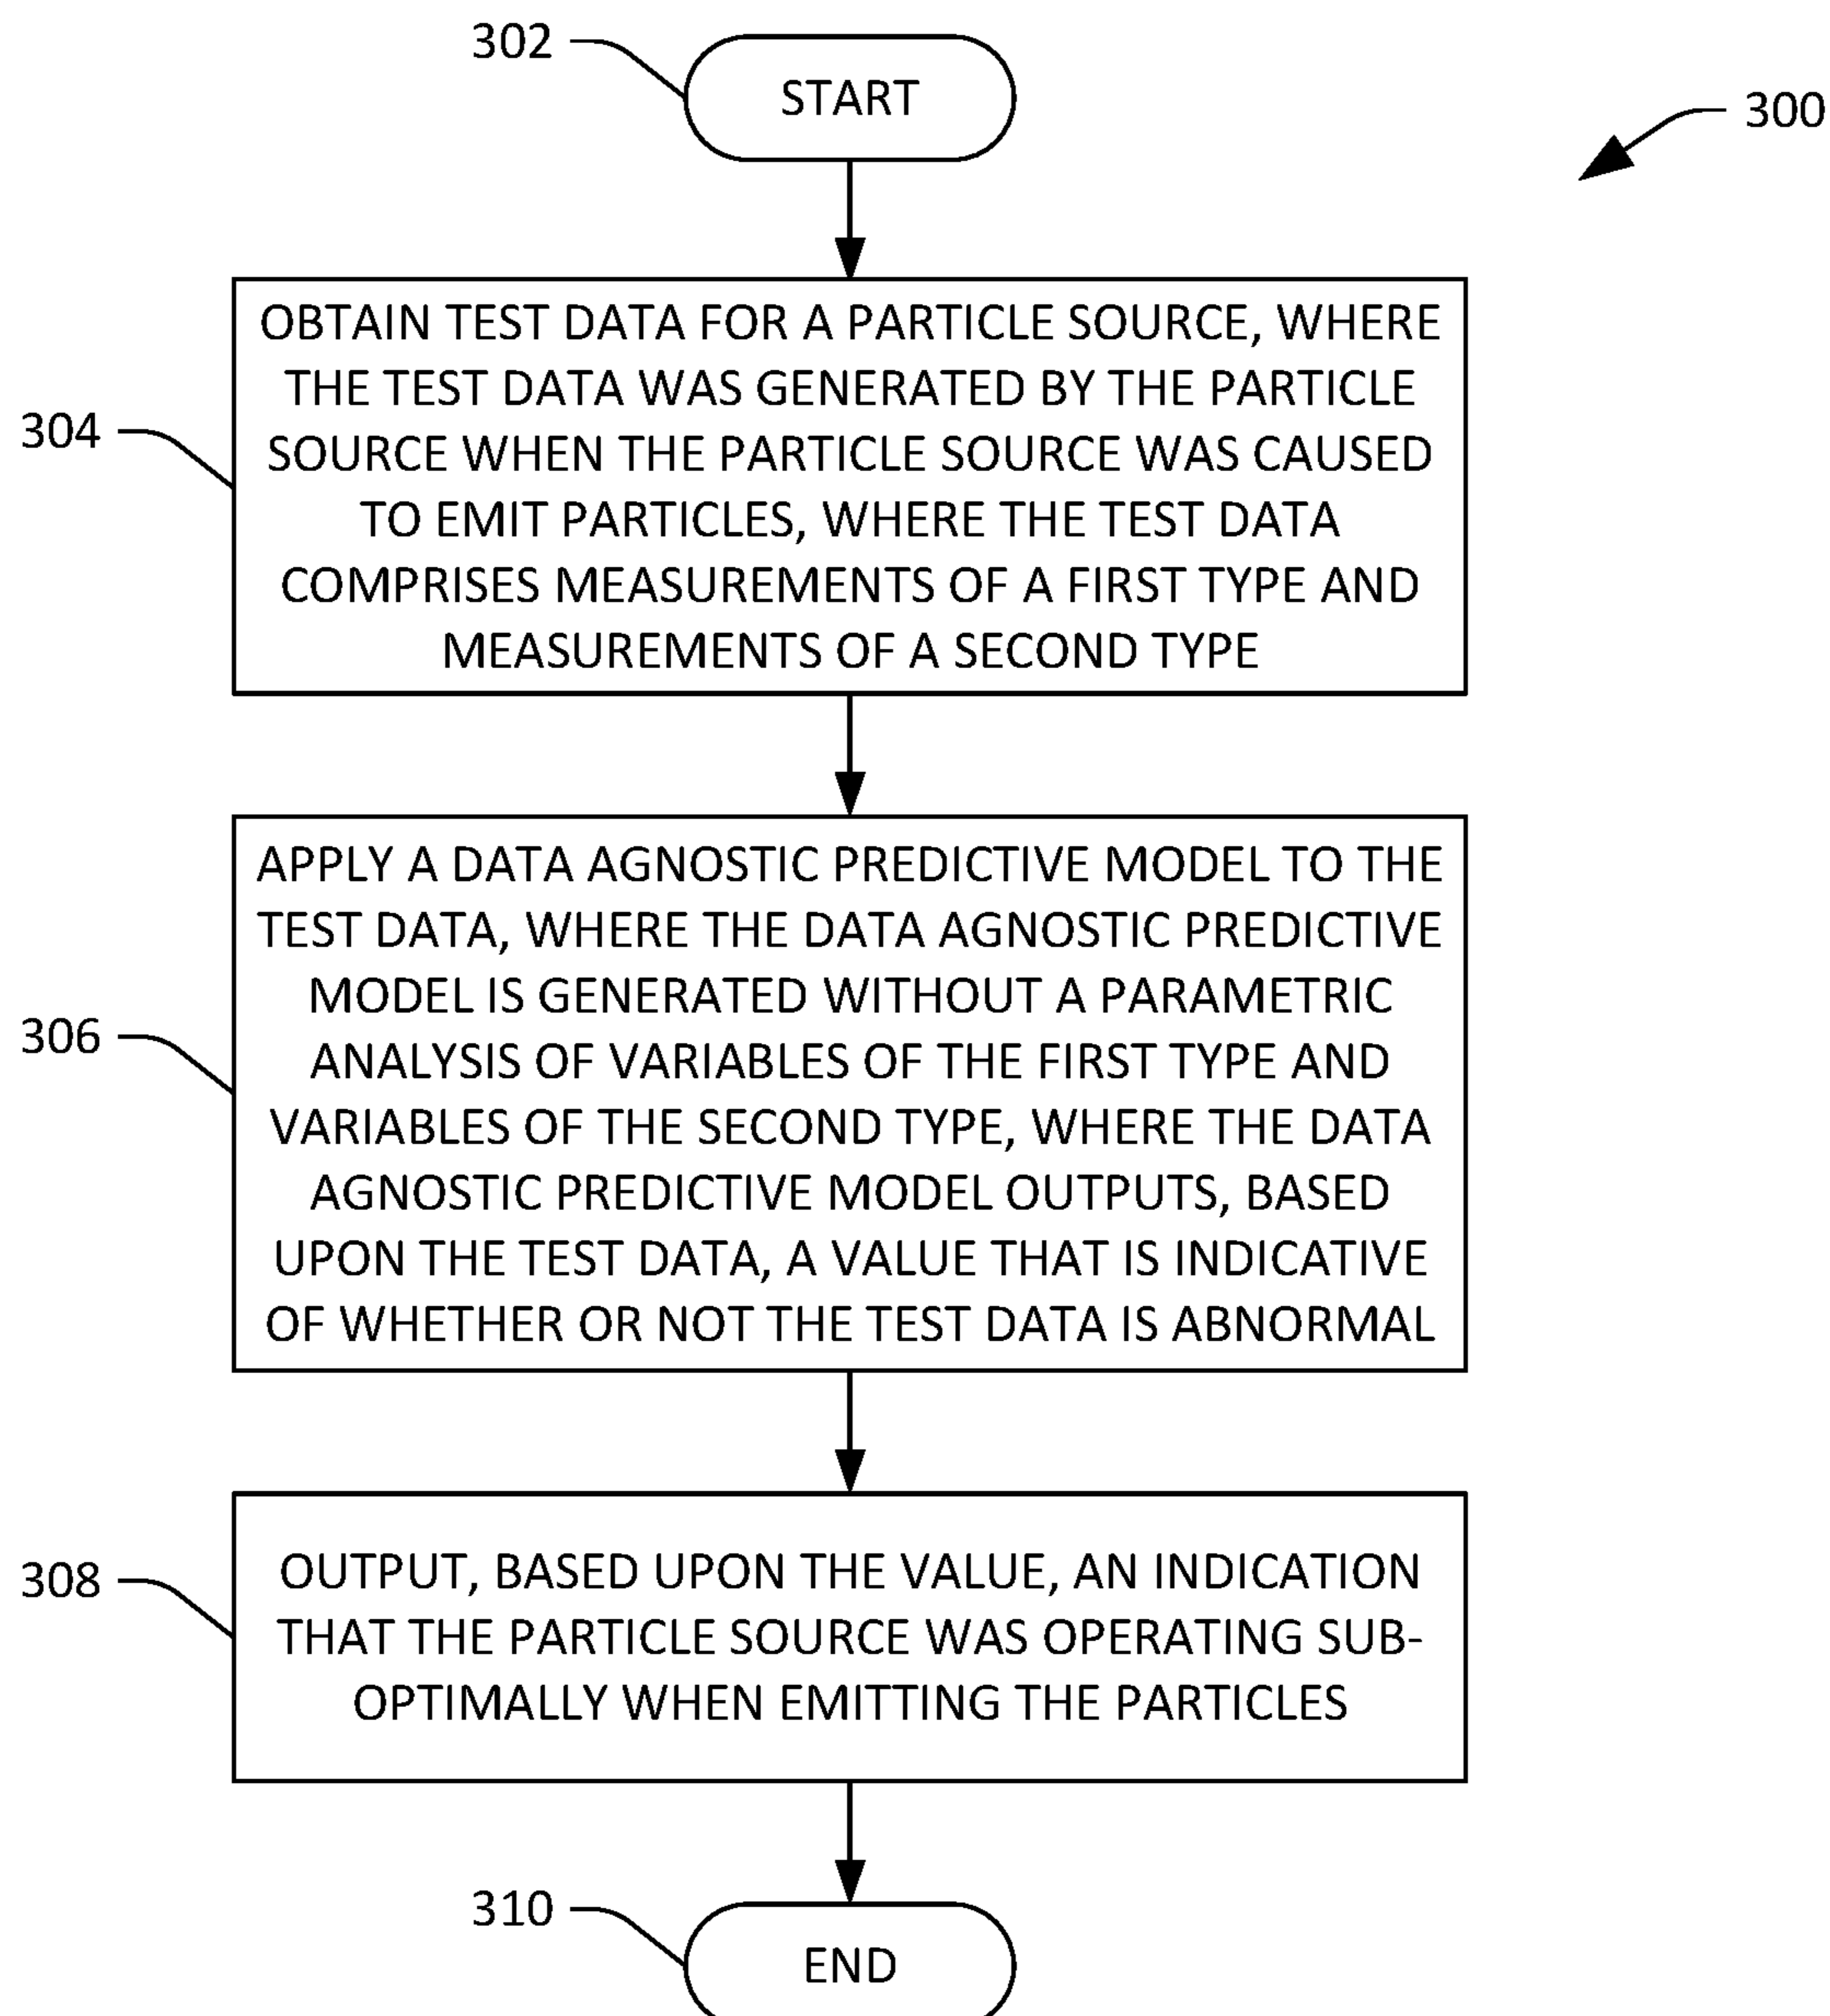 302
START
300
304
OBTAIN TEST DATA FOR A PARTICLE SOURCE, WHERE
THE TEST DATA WAS GENERATED BY THE PARTICLE
SOURCE WHEN THE PARTICLE SOURCE WAS CAUSED
TO EMIT PARTICLES, WHERE THE TEST DATA
COMPRISES MEASUREMENTS OF A FIRST TYPE AND
MEASUREMENTS OF A SECOND TYPE
306
APPLY A DATA AGNOSTIC PREDICTIVE MODEL TO THE
TEST DATA, WHERE THE DATA AGNOSTIC PREDICTIVE
MODEL IS GENERATED WITHOUT A PARAMETRIC
ANALYSIS OF VARIABLES OF THE FIRST TYPE AND
VARIABLES OF THE SECOND TYPE, WHERE THE DATA
AGNOSTIC PREDICTIVE MODEL OUTPUTS, BASED
UPON THE TEST DATA, A VALUE THAT IS INDICATIVE
OF WHETHER OR NOT THE TEST DATA IS ABNORMAL
308
OUTPUT, BASED UPON THE VALUE, AN INDICATION
THAT THE PARTICLE SOURCE WAS OPERATING SUB-
OPTIMALLY WHEN EMITTING THE PARTICLES
310
END